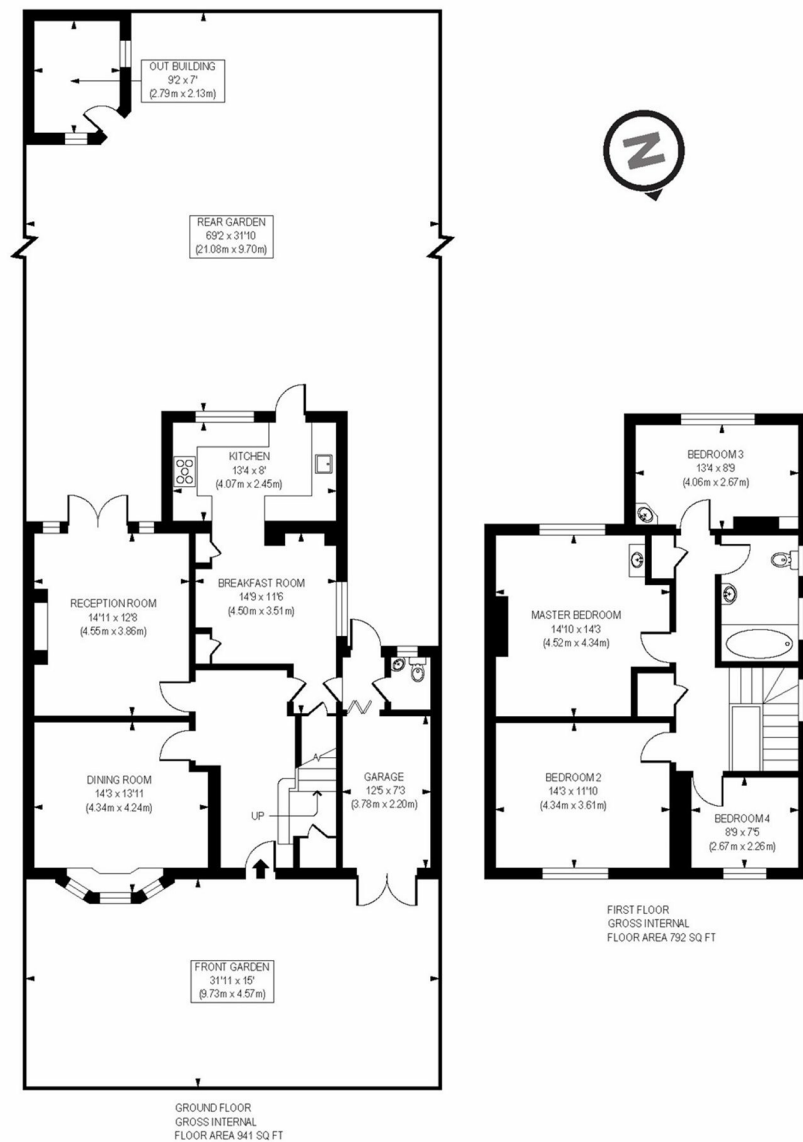 OUT BUILDING
9'2 x 7'
(2.79m x 2.13m)
N
REAR GARDEN
69'2 x 31'10
(21.08m x 9.70m)
KITCHEN
13'4 x 8'
(4.07m x 2.45m)
BREAKFAST ROOM
14'9 x 11'6
(4.50m x 3.51m)
RECEPTION ROOM
14'11 x 12'8
(4.55m x 3.86m)
DINING ROOM
14'3 x 13'11
(4.34m x 4.24m)
UP
GARAGE
12'5 x 7'3
(3.78m x 2.20m)
FRONT GARDEN
31'11 x 15'
(9.73m x 4.57m)
GROUND FLOOR
GROSS INTERNAL
FLOOR AREA 941 SQ FT
BEDROOM 3
13'4 x 8'9
(4.06m x 2.67m)
MASTER BEDROOM
14'10 x 14'3
(4.52m x 4.34m)
BEDROOM 2
14'3 x 11'10
(4.34m x 3.61m)
BEDROOM 4
8'9 x 7'5
(2.67m x 2.26m)
FIRST FLOOR
GROSS INTERNAL
FLOOR AREA 792 SQ FT